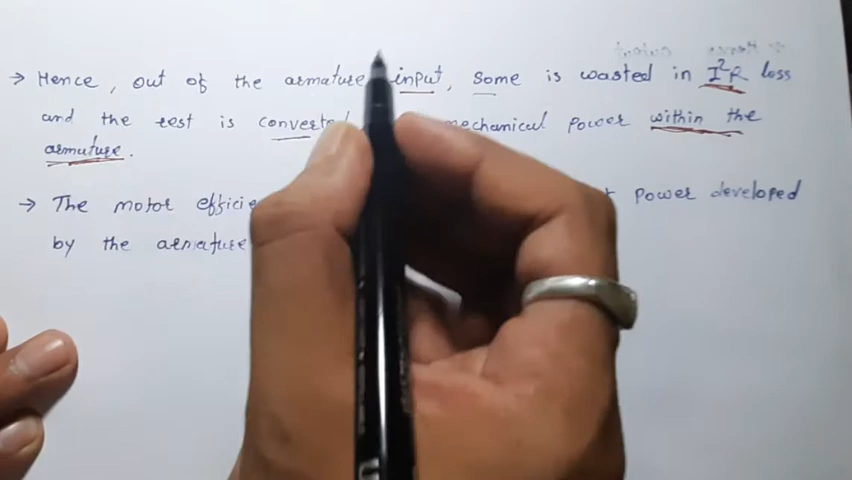 → Hence, out of the armature input, some is wasted in I²R loss
and the rest is converted mechanical power within the
armature.
→ The motor power developed
by the armature